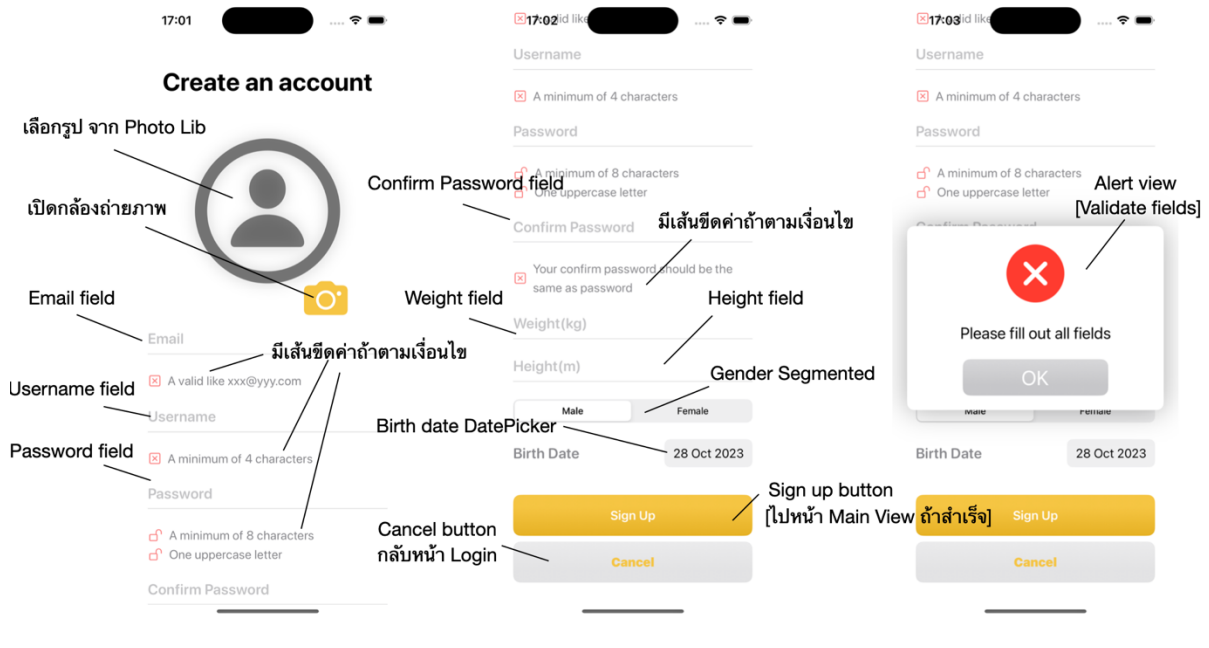 17:01
Create an account
เลือกรูป จาก Photo Lib
เปิดกล้องถ่ายภาพ
Email field
Email
มีเส้นขีดค่าถ้าตามเงื่อนไข
A valid like xxx@yyy.com
Username field
Username
Password field
A minimum of 4 characters
Password
A minimum of 8 characters
One uppercase letter
Confirm Password
17:02
Username
A minimum of 4 characters
Password
A minimum of 8 characters
Confirm Password field
One uppercase letter
Confirm Password
มีเส้นขีดค่าถ้าตามเงื่อนไข
Your confirm password should be the
same as password
Weight field
Height field
Weight(kg)
Height(m)
Gender Segmented
Male
Female
Birth date DatePicker
Birth Date
28 Oct 2023
Sign up button
[ไปหน้า Main View ถ้าสำเร็จ]
Sign Up
Cancel button
กลับหน้า Login
Cancel
17:03
Username
A minimum of 4 characters
Password
A minimum of 8 characters
One uppercase letter
Alert view
[Validate fields]
Please fill out all fields
OK
Male
Female
Birth Date
28 Oct 2023
Sign Up
Cancel